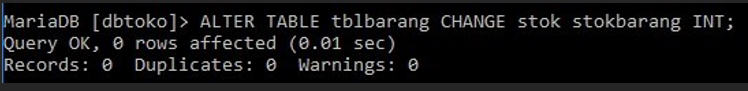 MariaDB [dbtoko]> ALTER TABLE tblbarang CHANGE stok stokbarang INT;
Query OK, 0 rows affected (0.01 sec)
Records: 0  Duplicates: 0  Warnings: 0